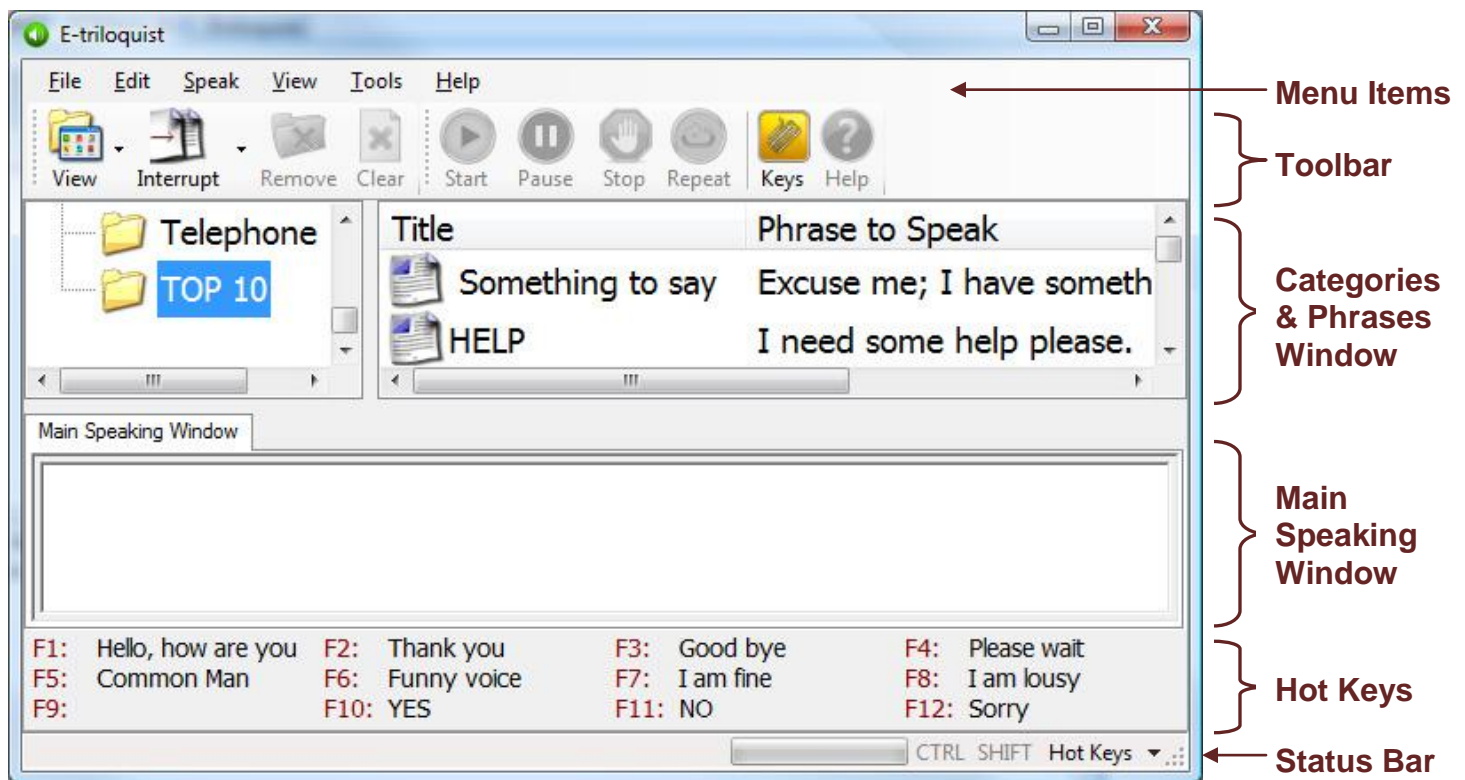 E-triloquist
File Edit Speak View Tools Help
Menu Items
View Interrupt Remove Clear Start Pause Stop Repeat Keys Help
Toolbar
Telephone
TOP 10
Title Phrase to Speak
Something to say Excuse me; I have someth
HELP I need some help please.
Categories
& Phrases
Window
Main Speaking Window
Main
Speaking
Window
F1: Hello, how are you F2: Thank you F3: Good bye F4: Please wait
F5: Common Man F6: Funny voice F7: I am fine F8: I am lousy
F9: F10: YES F11: NO F12: Sorry
Hot Keys
CTRL SHIFT Hot Keys
Status Bar